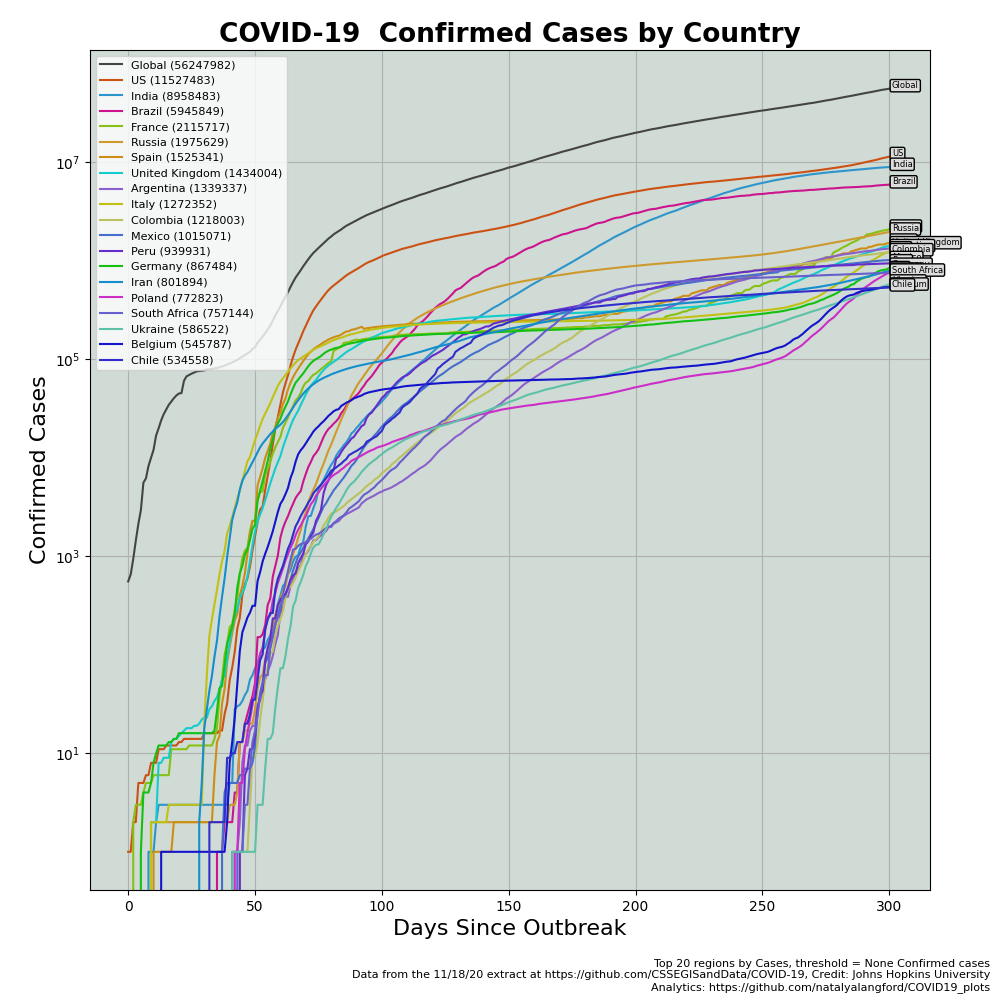 COVID-19  Confirmed Cases by Country
Global (56247982)
US (11527483)
India (8958483)
Brazil (5945849)
France (2115717)
Russia (1975629)
Spain (1525341)
United Kingdom (1434004)
Argentina (1339337)
Italy (1272352)
Colombia (1218003)
Mexico (1015071)
Peru (939931)
Germany (867484)
Iran (801894)
Poland (772823)
South Africa (757144)
Ukraine (586522)
Belgium (545787)
Chile (534558)
Global
US
India
Brazil
Russia
Colombia
South Africa
Chile
Confirmed Cases
10^7
10^5
10^3
10^1
0 50 100 150 200 250 300
Days Since Outbreak
Top 20 regions by Cases, threshold = None Confirmed cases
Data from the 11/18/20 extract at https://github.com/CSSEGISandData/COVID-19, Credit: Johns Hopkins University
Analytics: https://github.com/natalyalangford/COVID19_plots